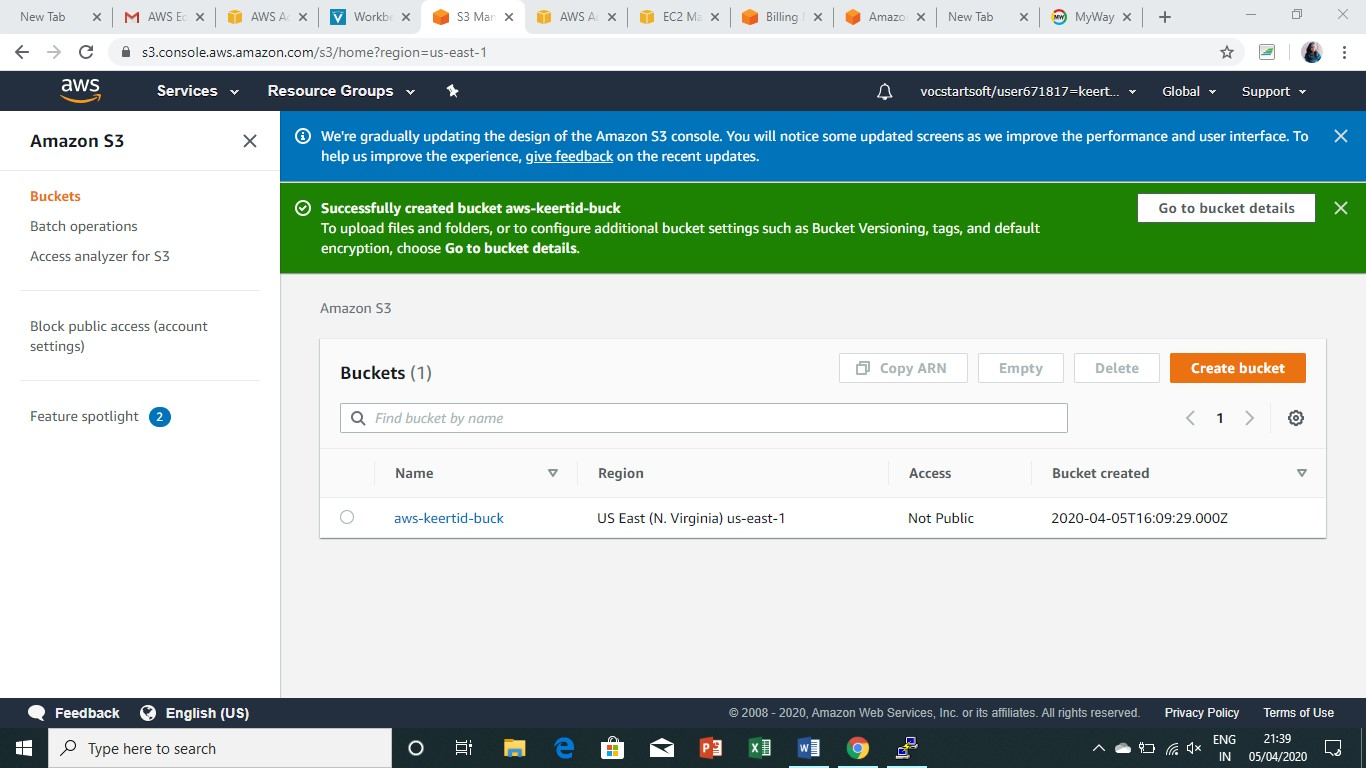 New Tab
AWS Ec
AWS Ac
Workbe
S3 Man
AWS Ac
EC2 Ma
Billing
Amazo
New Tab
MyWay
s3.console.aws.amazon.com/s3/home?region=us-east-1
aws
Services
Resource Groups
vocstartsoft/user671817=keert...
Global
Support
Amazon S3
Buckets
Batch operations
Access analyzer for S3
Block public access (account
settings)
Feature spotlight 2
We're gradually updating the design of the Amazon S3 console. You will notice some updated screens as we improve the performance and user interface. To
help us improve the experience, give feedback on the recent updates.
Successfully created bucket aws-keertid-buck
To upload files and folders, or to configure additional bucket settings such as Bucket Versioning, tags, and default
encryption, choose Go to bucket details.
Go to bucket details
Amazon S3
Buckets (1)
Copy ARN
Empty
Delete
Create bucket
Find bucket by name
1
Name Region Access Bucket created
aws-keertid-buck US East (N. Virginia) us-east-1 Not Public 2020-04-05T16:09:29.000Z
Feedback
English (US)
© 2008 - 2020, Amazon Web Services, Inc. or its affiliates. All rights reserved.
Privacy Policy
Terms of Use
Type here to search
ENG
IN
21:39
05/04/2020